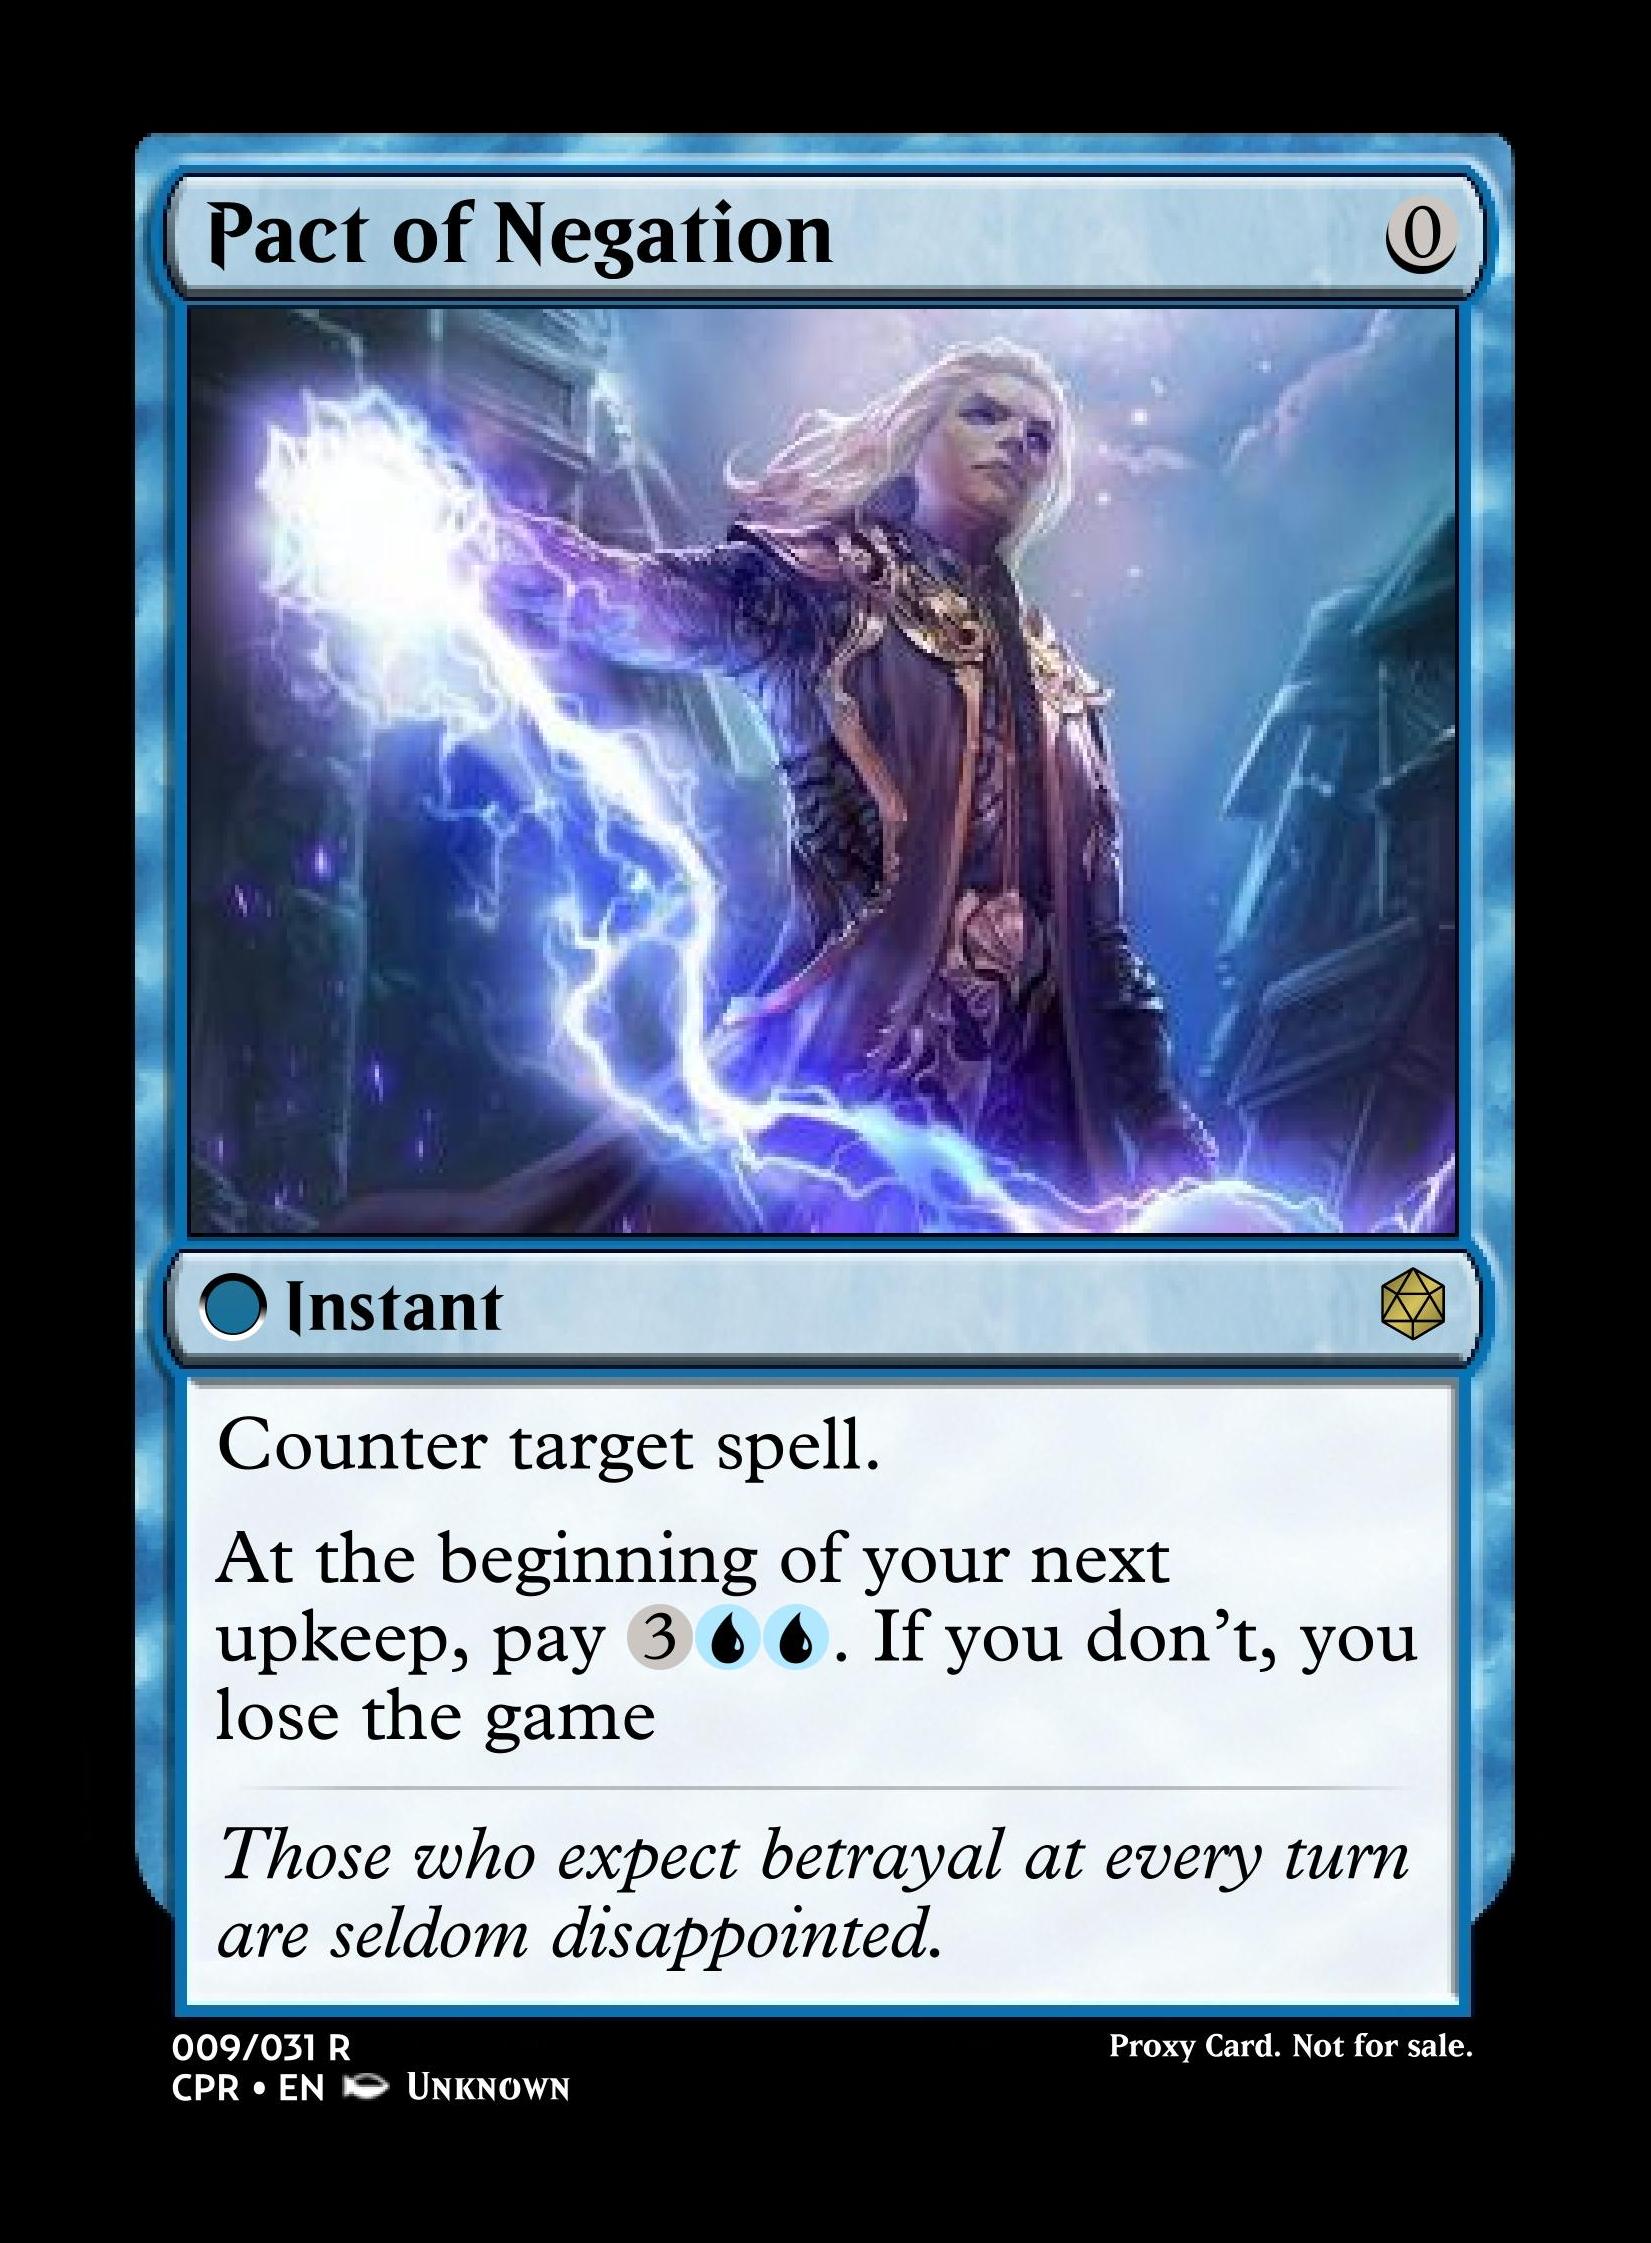 Pact of Negation 0
Instant
Counter target spell.
At the beginning of your next
upkeep, pay 3. If you don’t, you
lose the game
Those who expect betrayal at every turn
are seldom disappointed.
009/031 R
Proxy Card. Not for sale.
CPR • EN Unknown